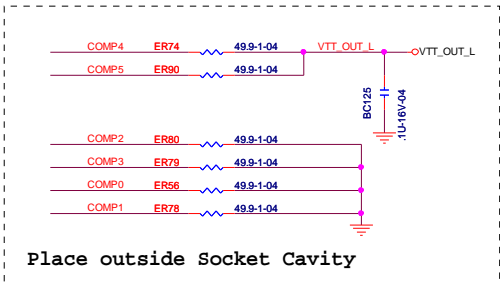 COMP4 ER74 49.9-1-04 VTT_OUT_L VTT_OUT_L
COMP5 ER90 49.9-1-04
BC125
.1U-16V-04
COMP2 ER80 49.9-1-04
COMP3 ER79 49.9-1-04
COMP0 ER56 49.9-1-04
COMP1 ER78 49.9-1-04
Place outside Socket Cavity